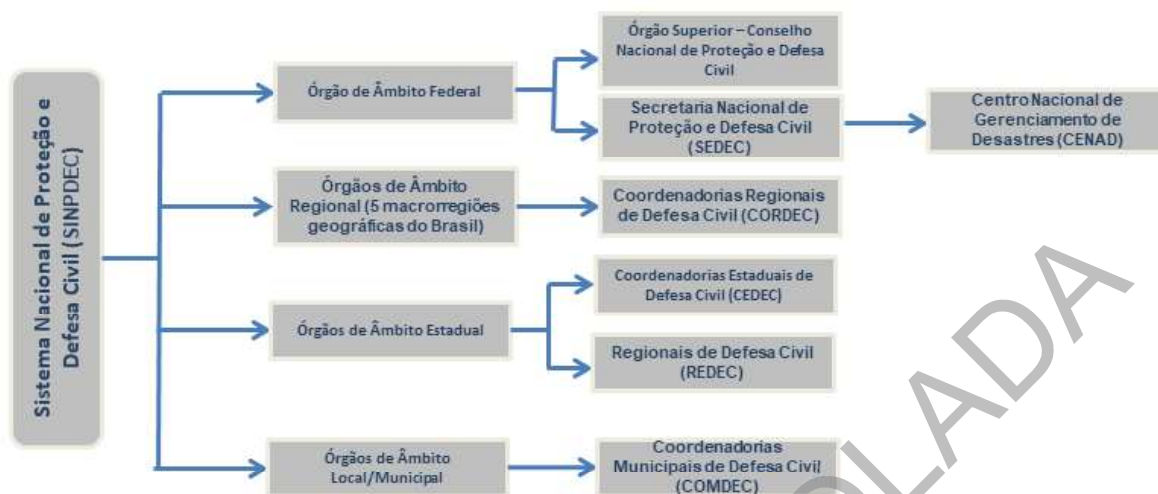 Sistema Nacional de Proteção e
Defesa Civil (SINPDEC)
Órgão de Âmbito Federal
Órgão Superior – Conselho
Nacional de Proteção e Defesa
Civil
Secretaria Nacional de
Proteção e Defesa Civil
(SEDEC)
Centro Nacional de
Gerenciamento de
Desastres (CENAD)
Órgãos de Âmbito
Regional (5 macrorregiões
geográficas do Brasil)
Coordenadorias Regionais
de Defesa Civil (CORDEC)
Órgãos de Âmbito Estadual
Coordenadorias Estaduais de
Defesa Civil (CEDEC)
Regionais de Defesa Civil
(REDEC)
Órgãos de Âmbito
Local/Municipal
Coordenadorias
Municipais de Defesa Civil
(COMDEC)
OLADA